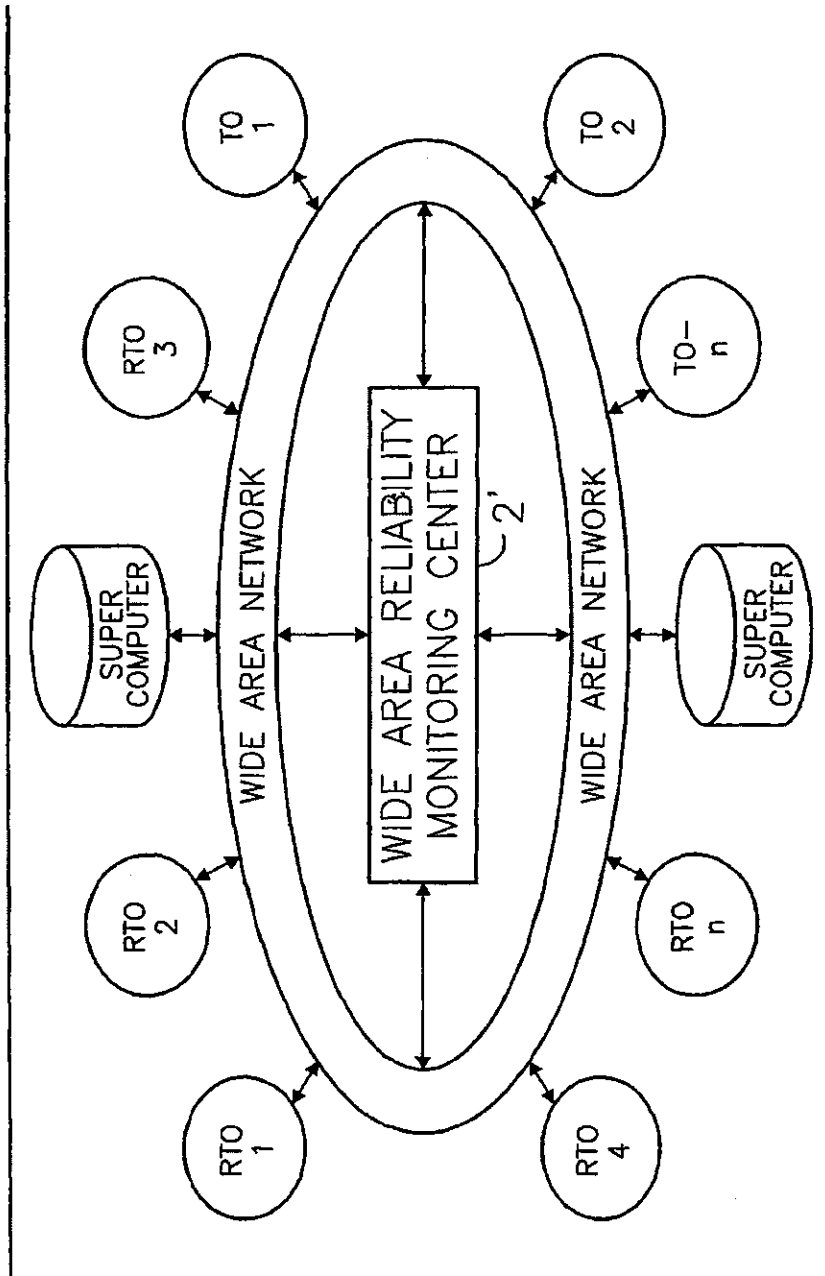 SUPER
COMPUTER
RTO
1
RTO
2
RTO
3
TO
1
WIDE AREA NETWORK
WIDE AREA RELIABILITY
MONITORING CENTER
2'
WIDE AREA NETWORK
RTO
4
RTO
n
TO-
n
TO
2
SUPER
COMPUTER